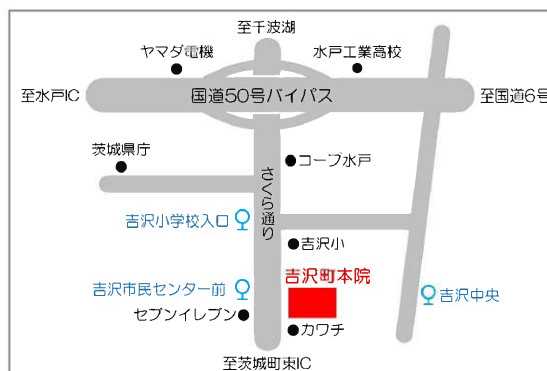 至千波湖
ヤマダ電機
水戸工業高校
至水戸IC
国道50号バイパス
至国道6号
茨城県庁
コープ水戸
さくら通り
吉沢小学校入口
吉沢小
吉沢町本院
吉沢市民センター前
吉沢中央
セブンイレブン
カワチ
至茨城町東IC